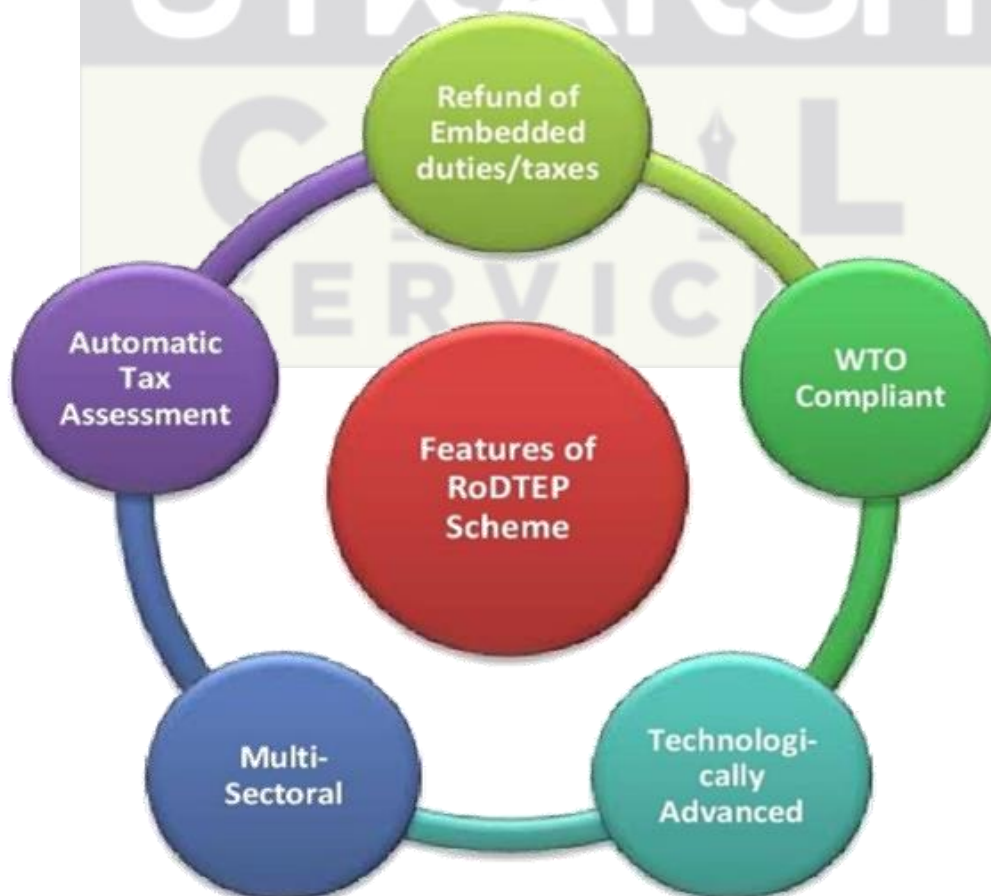 Refund of
Embedded
duties/taxes
WTO
Compliant
Technologi-
cally
Advanced
Multi-
Sectoral
Automatic
Tax
Assessment
Features of
RoDTEP
Scheme